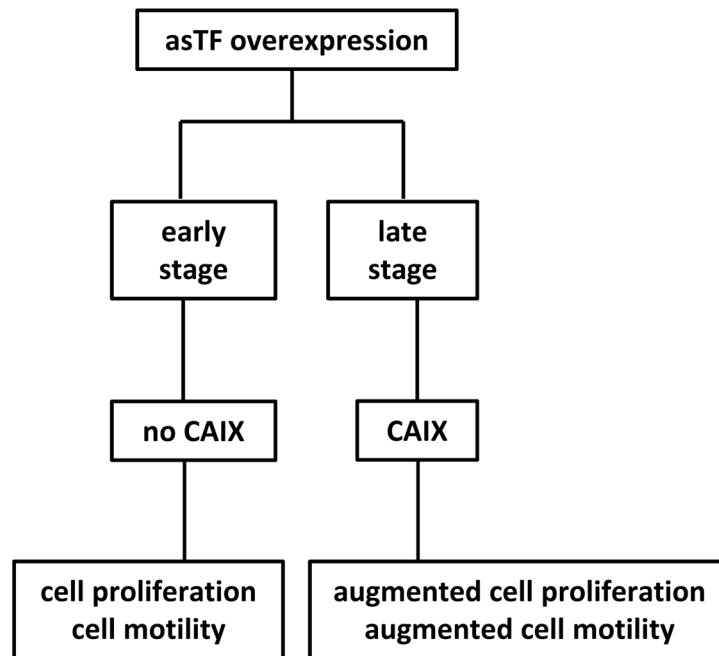 asTF overexpression
early
stage
late
stage
no CAIX
CAIX
cell proliferation
cell motility
augmented cell proliferation
augmented cell motility